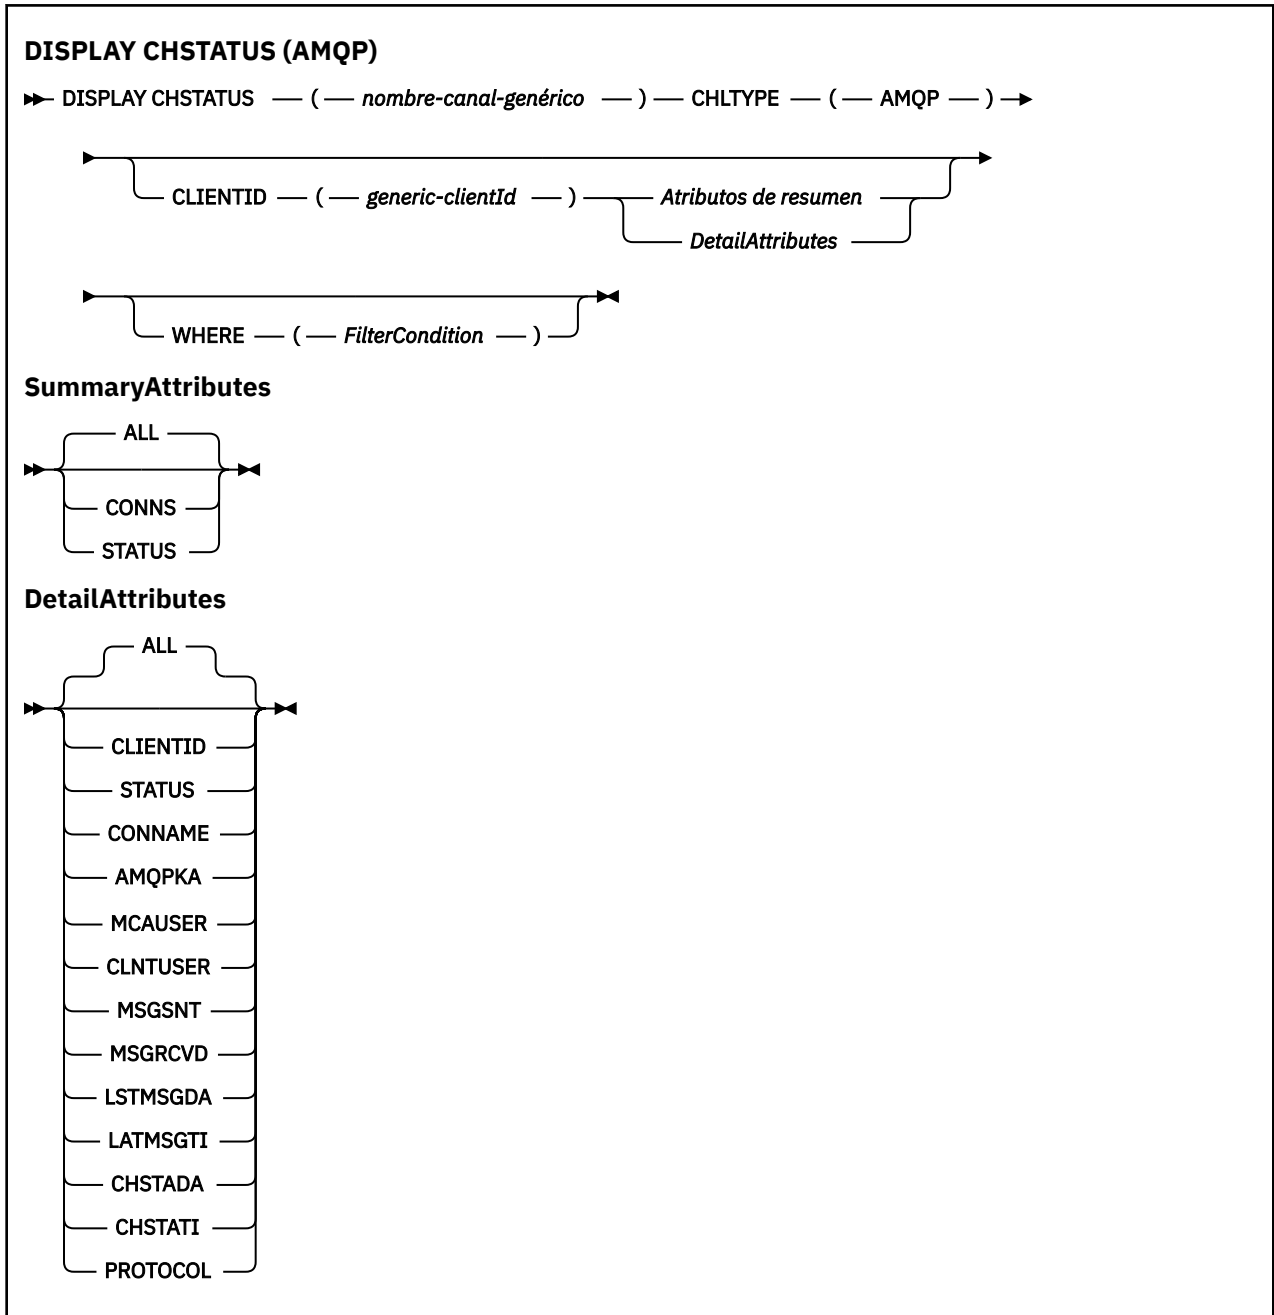 DISPLAY CHSTATUS (AMQP)
DISPLAY CHSTATUS ( nombre-canal-genérico ) CHLTYPE ( AMQP )
CLIENTID ( generic-clientId ) Atributos de resumen
DetailAttributes
WHERE ( FilterCondition )
SummaryAttributes
ALL
CONNS
STATUS
DetailAttributes
ALL
CLIENTID
STATUS
CONNAME
AMQPKA
MCAUSER
CLNTUSER
MSGSNT
MSGRCVD
LSTMSGDA
LATMSGTI
CHSTADA
CHSTATI
PROTOCOL